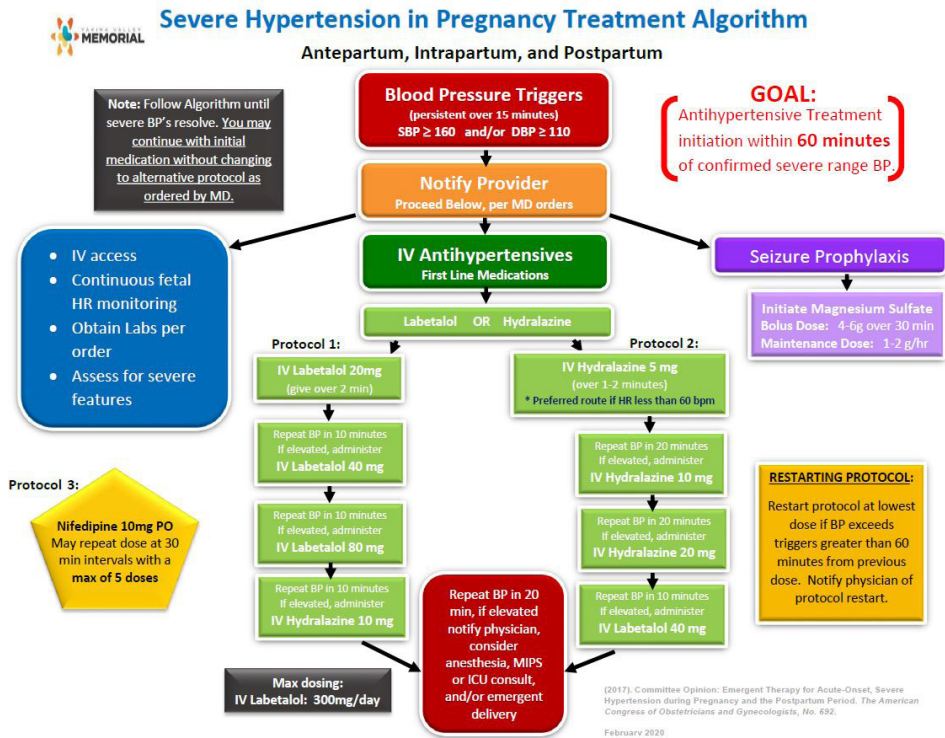 Severe Hypertension in Pregnancy Treatment Algorithm
YAKIMA VALLEY
MEMORIAL
Antepartum, Intrapartum, and Postpartum
Note: Follow Algorithm until
severe BP's resolve. You may
continue with initial
medication without changing
to alternative protocol as
ordered by MD.
Blood Pressure Triggers
(persistent over 15 minutes)
SBP ≥ 160 and/or DBP ≥ 110
GOAL:
Antihypertensive Treatment
initiation within 60 minutes
of confirmed severe range BP.
Notify Provider
Proceed Below, per MD orders
• IV access
• Continuous fetal
HR monitoring
• Obtain Labs per
order
• Assess for severe
features
IV Antihypertensives
First Line Medications
Seizure Prophylaxis
Initiate Magnesium Sulfate
Bolus Dose: 4-6g over 30 min
Maintenance Dose: 1-2 g/hr
Labetalol OR Hydralazine
Protocol 1:
IV Labetalol 20mg
(give over 2 min)
Repeat BP in 10 minutes
If elevated, administer
IV Labetalol 40 mg
Repeat BP in 10 minutes
If elevated, administer
IV Labetalol 80 mg
Repeat BP in 10 minutes
If elevated, administer
IV Hydralazine 10 mg
Protocol 2:
IV Hydralazine 5 mg
(over 1-2 minutes)
* Preferred route if HR less than 60 bpm
Repeat BP in 20 minutes
If elevated, administer
IV Hydralazine 10 mg
Repeat BP in 20 minutes
If elevated, administer
IV Hydralazine 20 mg
Repeat BP in 10 minutes
If elevated, administer
IV Labetalol 40 mg
Protocol 3:
Nifedipine 10mg PO
May repeat dose at 30
min intervals with a
max of 5 doses
RESTARTING PROTOCOL:
Restart protocol at lowest
dose if BP exceeds
triggers greater than 60
minutes from previous
dose. Notify physician of
protocol restart.
Repeat BP in 20
min, if elevated
notify physician,
consider
anesthesia, MIPS
or ICU consult,
and/or emergent
delivery
Max dosing:
IV Labetalol: 300mg/day
(2017). Committee Opinion: Emergent Therapy for Acute-Onset, Severe
Hypertension during Pregnancy and the Postpartum Period. The American
Congress of Obstetricians and Gynecologists, No. 692.
February 2020